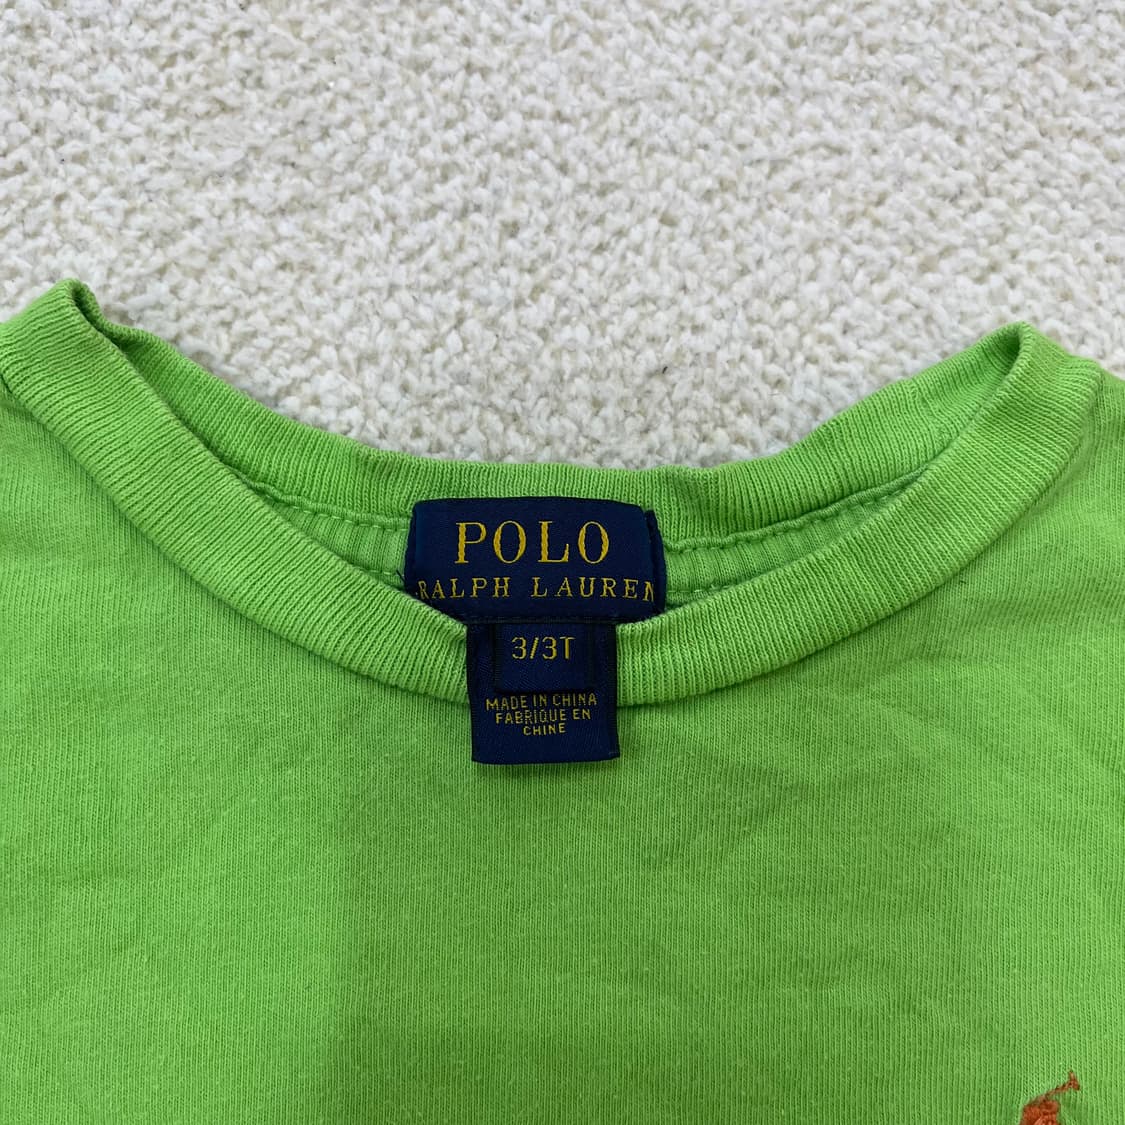 POLO
RALPH LAUREN
3/3T
MADE IN CHINA
FABRIQUE EN
CHINE